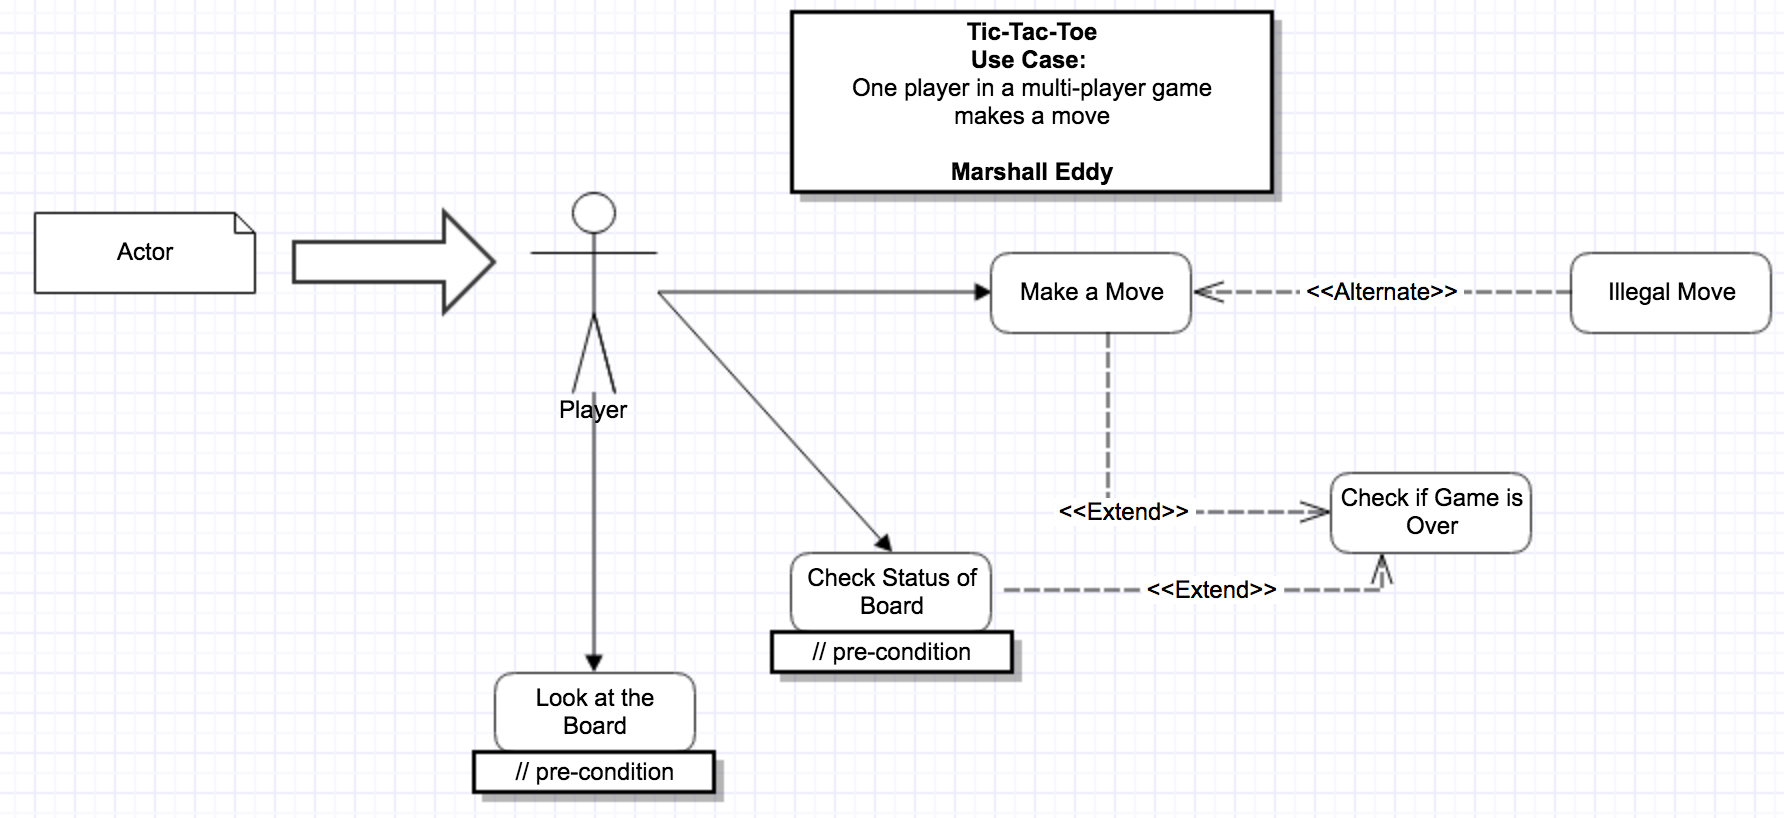 Tic-Tac-Toe
Use Case:
One player in a multi-player game
makes a move
Marshall Eddy
Actor
Player
Make a Move
<<Alternate>>
Illegal Move
<<Extend>>
Check if Game is
Over
Check Status of
Board
// pre-condition
<<Extend>>
Look at the
Board
// pre-condition